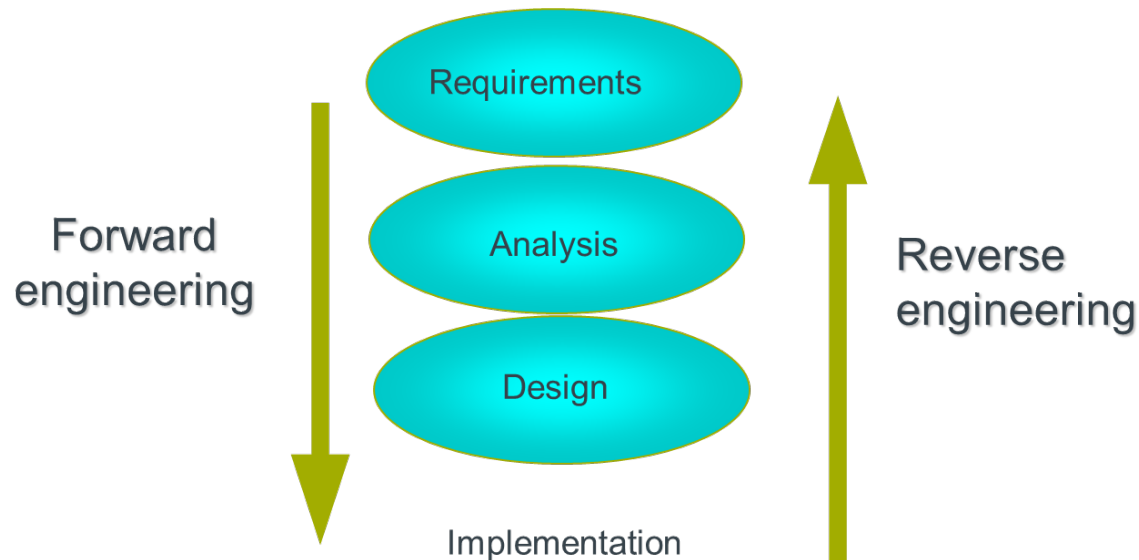 Requirements
Forward
engineering
Analysis
Reverse
engineering
Design
Implementation